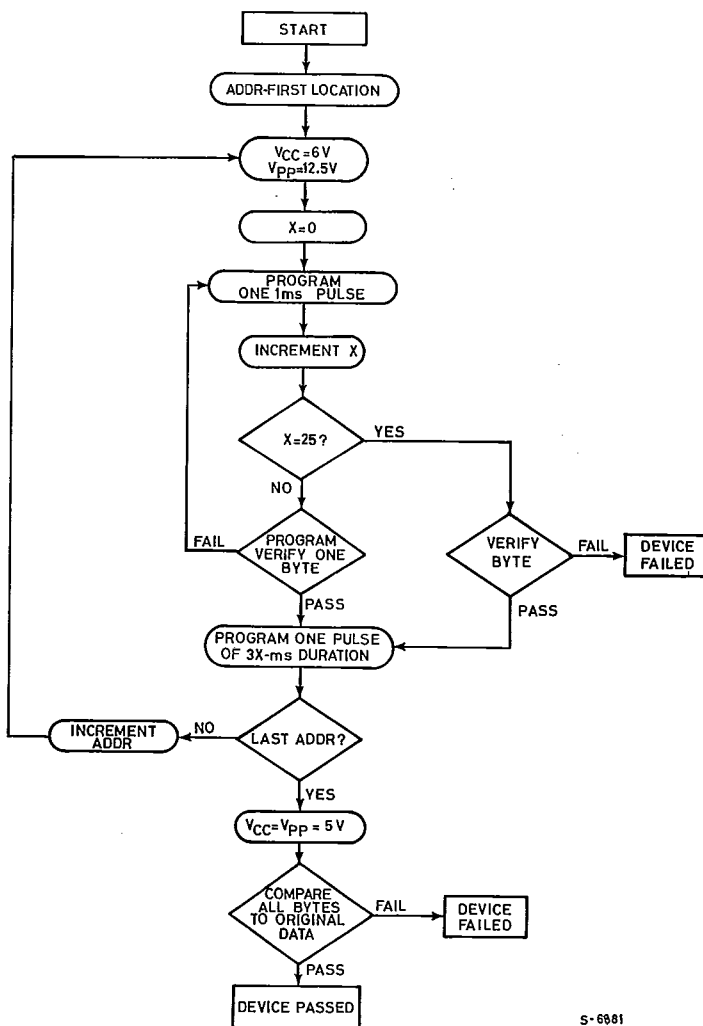 START
ADDR-FIRST LOCATION
VCC=6V
VPP=12.5V
X=0
PROGRAM
ONE 1ms PULSE
INCREMENT X
X=25?
YES
NO
FAIL
PROGRAM
VERIFY ONE
BYTE
VERIFY
BYTE
FAIL
DEVICE
FAILED
PASS
PASS
PROGRAM ONE PULSE
OF 3X-ms DURATION
INCREMENT
ADDR
NO
LAST ADDR?
YES
VCC=VPP = 5V
COMPARE
ALL BYTES
TO ORIGINAL
DATA
FAIL
DEVICE
FAILED
PASS
DEVICE PASSED
S-6881